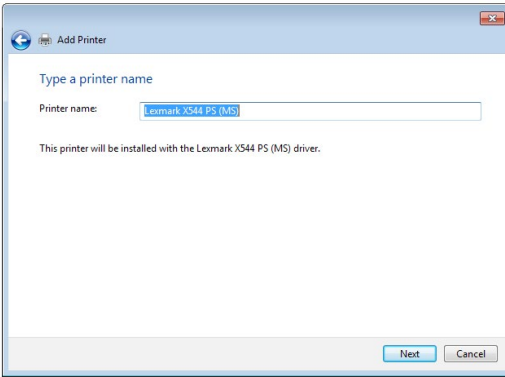 Add Printer
Type a printer name
Printer name: Lexmark X544 PS (MS)
This printer will be installed with the Lexmark X544 PS (MS) driver.
Next Cancel